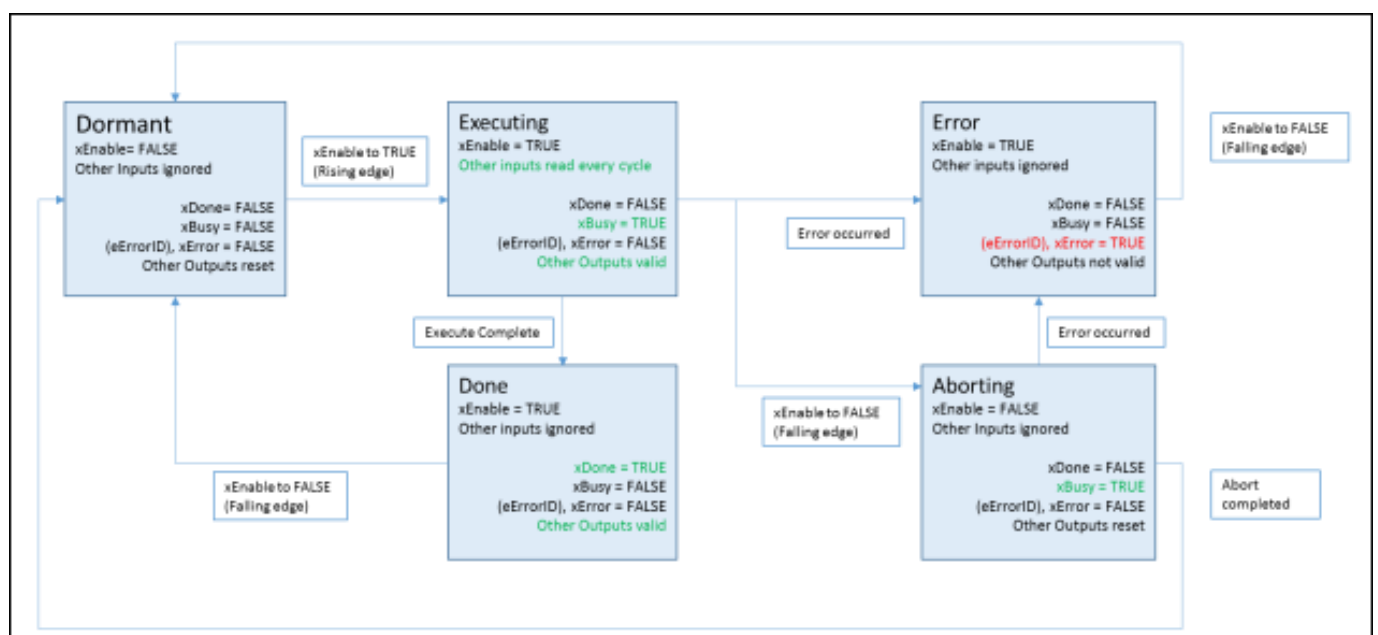 Dormant
xEnable= FALSE
Other Inputs ignored
xDone= FALSE
xBusy = FALSE
(eErrorID), xError = FALSE
Other Outputs reset
xEnable to TRUE
(Rising edge)
Executing
xEnable = TRUE
Other inputs read every cycle
xDone = FALSE
xBusy = TRUE
(eErrorID), xError = FALSE
Other Outputs valid
Error
xEnable = TRUE
Other inputs ignored
xDone = FALSE
xBusy = FALSE
(eErrorID), xError = TRUE
Other Outputs not valid
xEnable to FALSE
(Falling edge)
Error occurred
Execute Complete
Error occurred
Done
xEnable = TRUE
Other inputs ignored
xDone = TRUE
xBusy = FALSE
(eErrorID), xError = FALSE
Other Outputs valid
xEnable to FALSE
(Falling edge)
xEnable to FALSE
(Falling edge)
Aborting
xEnable = FALSE
Other Inputs ignored
xDone = FALSE
xBusy = TRUE
(eErrorID), xError = FALSE
Other Outputs reset
Abort
completed